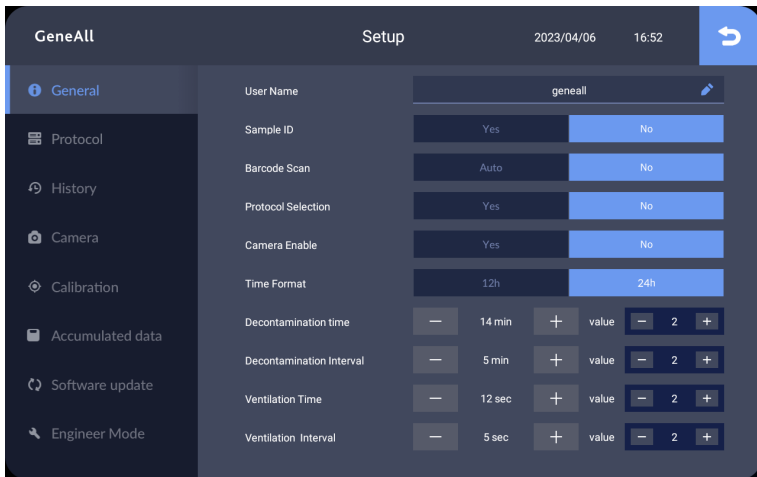 GeneAll Setup 2023/04/06 16:52
General
Protocol
History
Camera
Calibration
Accumulated data
Software update
Engineer Mode
User Name geneall
Sample ID Yes No
Barcode Scan Auto No
Protocol Selection Yes No
Camera Enable Yes No
Time Format 12h 24h
Decontamination time — 14 min + value — 2 +
Decontamination Interval — 5 min + value — 2 +
Ventilation Time — 12 sec + value — 2 +
Ventilation Interval — 5 sec + value — 2 +